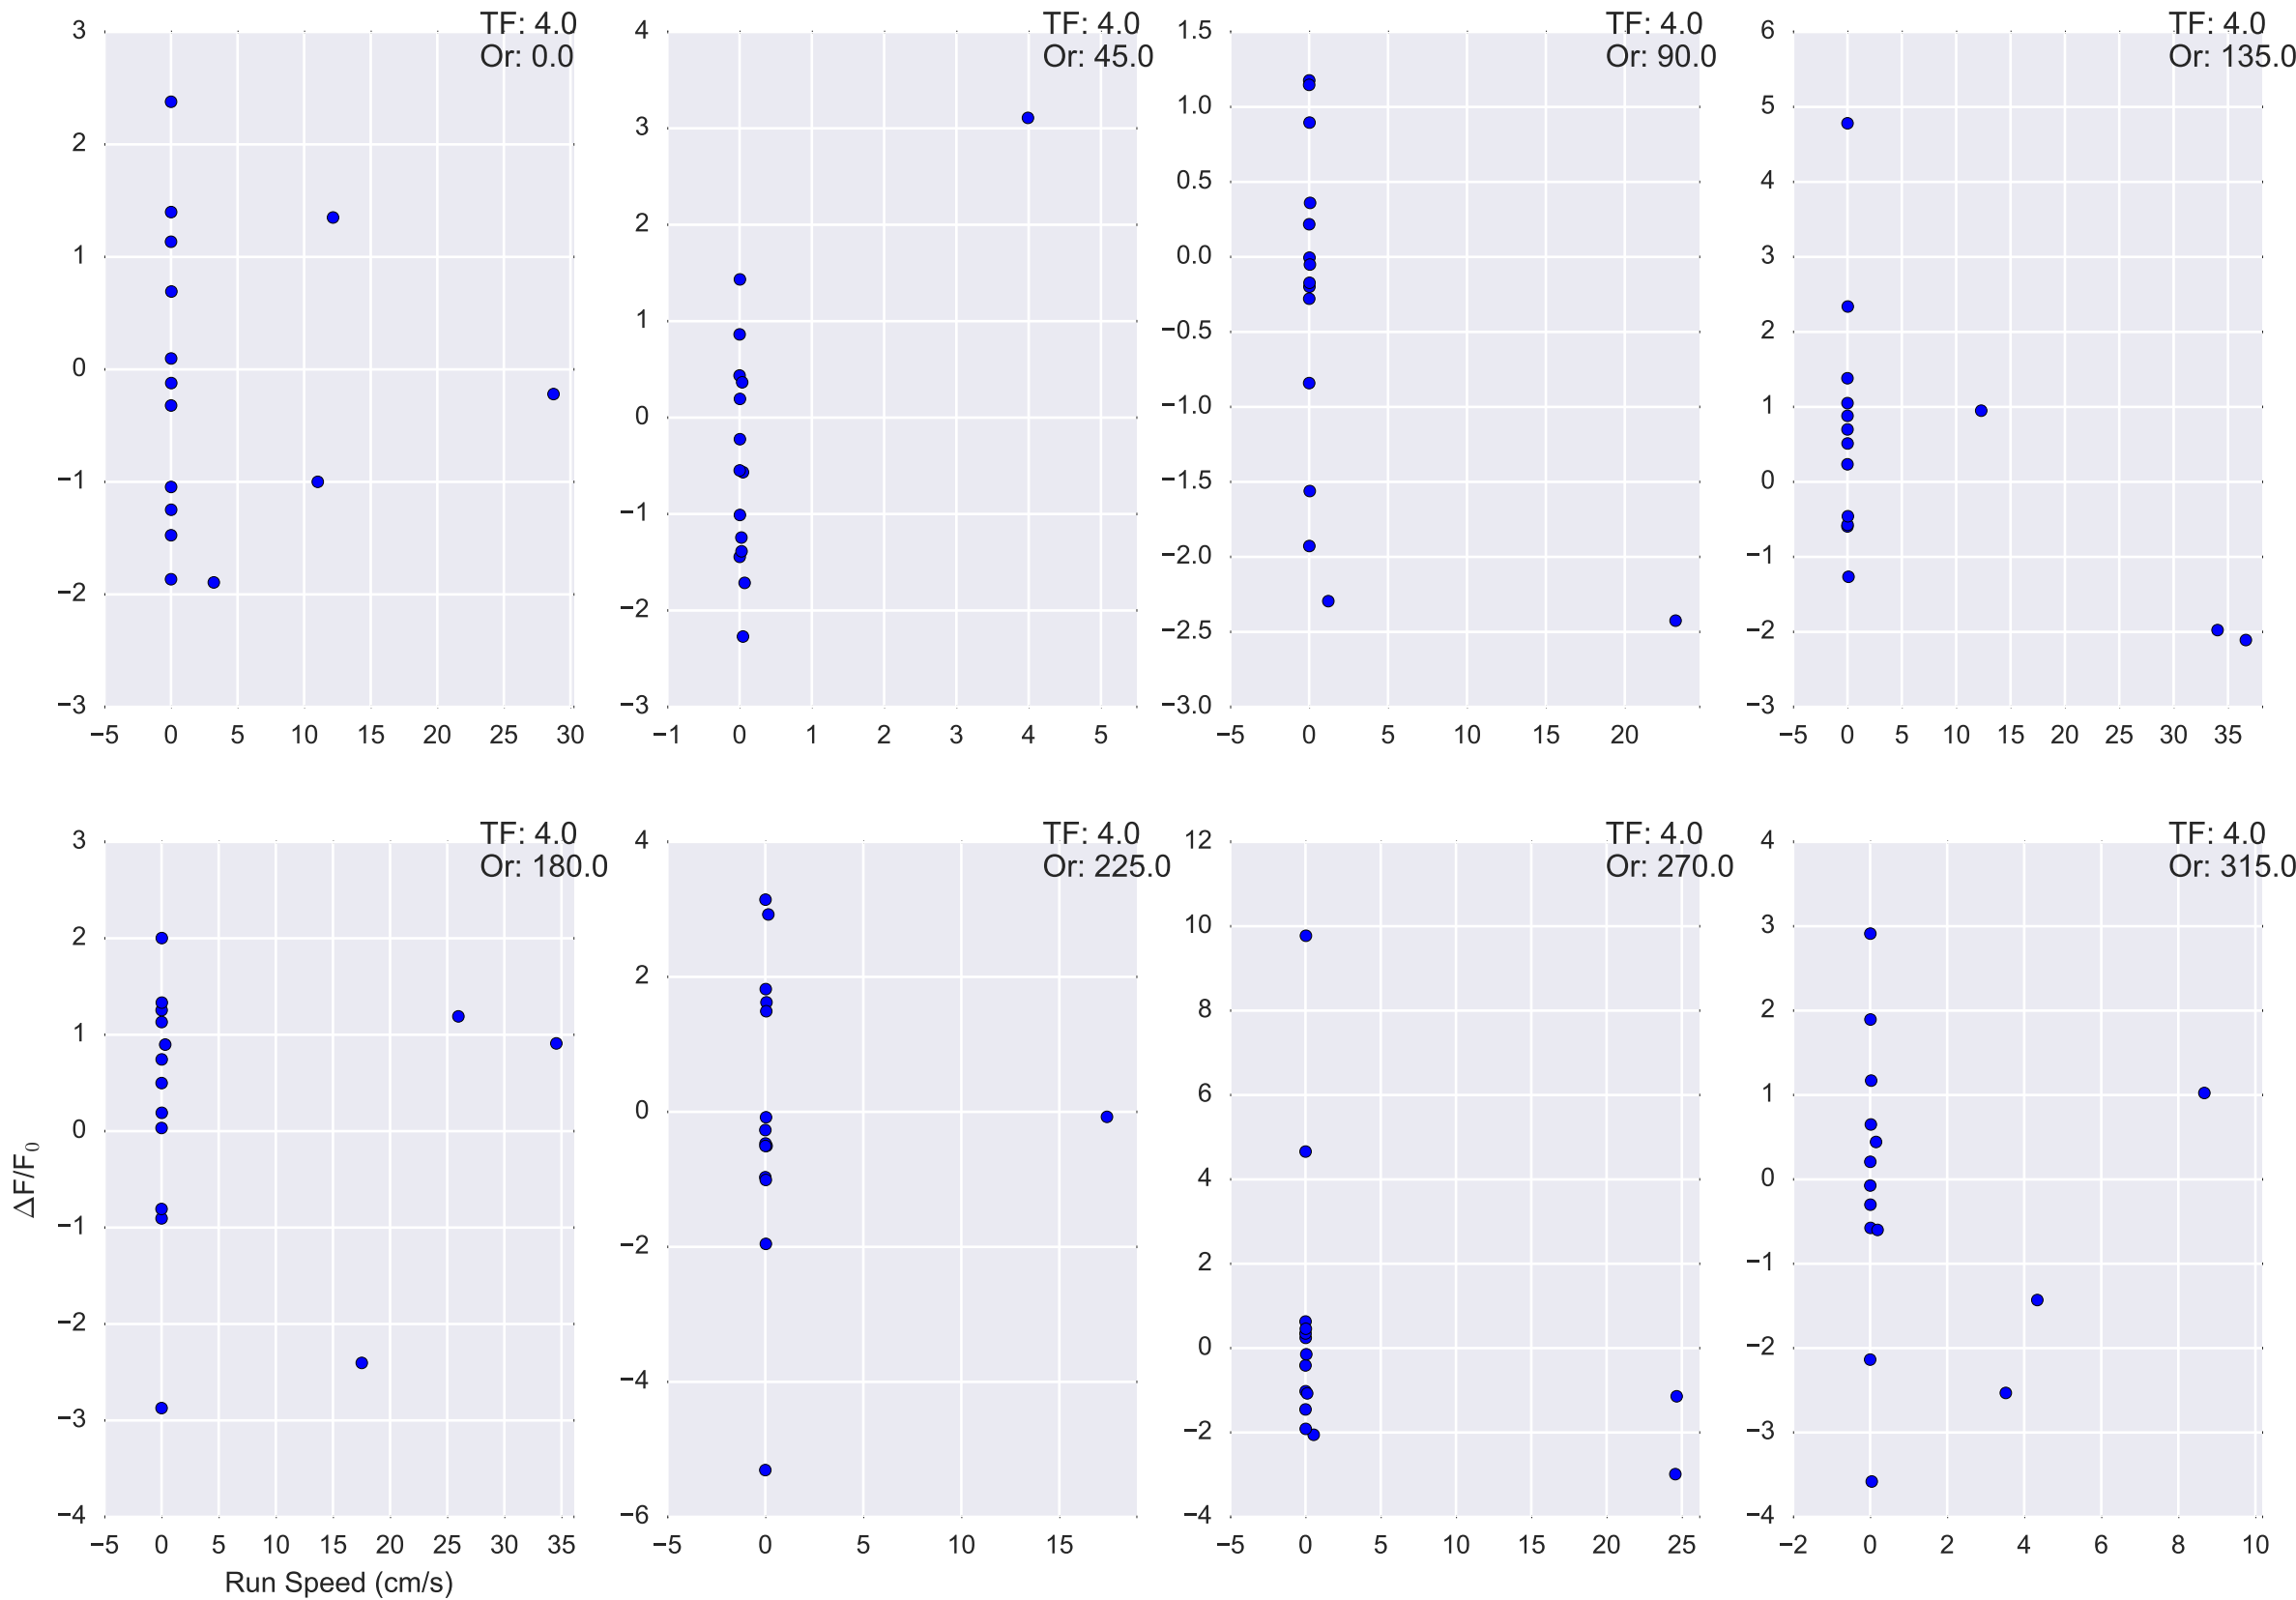 TF: 4.0
Or: 0.0
3
2
1
0
−1
−2
−3
−5 0 5 10 15 20 25 30
TF: 4.0
Or: 45.0
4
3
2
1
0
−1
−2
−3
−1 0 1 2 3 4 5
TF: 4.0
Or: 90.0
1.5
1.0
0.5
0.0
−0.5
−1.0
−1.5
−2.0
−2.5
−3.0
−5 0 5 10 15 20
TF: 4.0
Or: 135.0
6
5
4
3
2
1
0
−1
−2
−3
−5 0 5 10 15 20 25 30 35
TF: 4.0
Or: 180.0
3
2
1
0
−1
−2
−3
−4
ΔF/F₀
−5 0 5 10 15 20 25 30 35
Run Speed (cm/s)
TF: 4.0
Or: 225.0
4
2
0
−2
−4
−6
−5 0 5 10 15
TF: 4.0
Or: 270.0
12
10
8
6
4
2
0
−2
−4
−5 0 5 10 15 20 25
TF: 4.0
Or: 315.0
4
3
2
1
0
−1
−2
−3
−4
−2 0 2 4 6 8 10